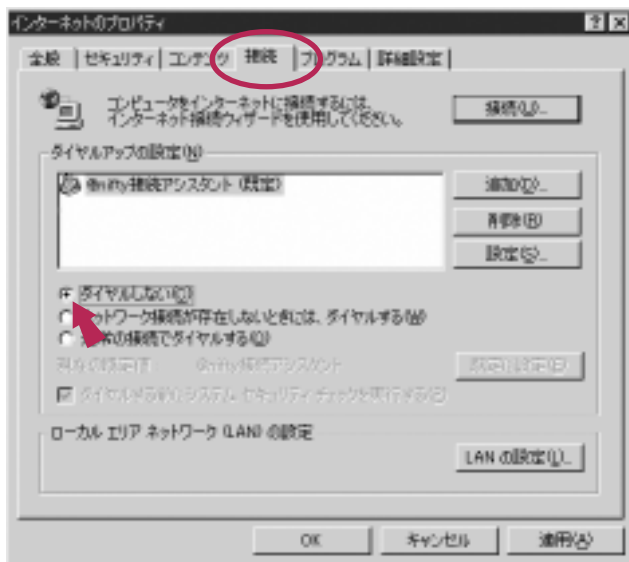 インターネットのプロパティ
全般 セキュリティ コンテンツ 接続 プログラム 詳細設定
コンピュータをインターネットに接続するには、
インターネット接続ウィザードを使用してください。
接続(U)...
ダイヤルアップの設定(N)
@nifty接続アシスタント (既定)
追加(D)...
削除(R)
設定(S)...
ダイヤルしない(C)
ットワーク接続が存在しないときには、ダイヤルする(W)
常の接続でダイヤルする(O)
@nifty接続アシスタント
既定に設定(E)
ダイヤルする前にシステム セキュリティ チェックを実行する(P)
ローカル エリア ネットワーク (LAN) の設定
LAN の設定(L)...
OK キャンセル 適用(A)